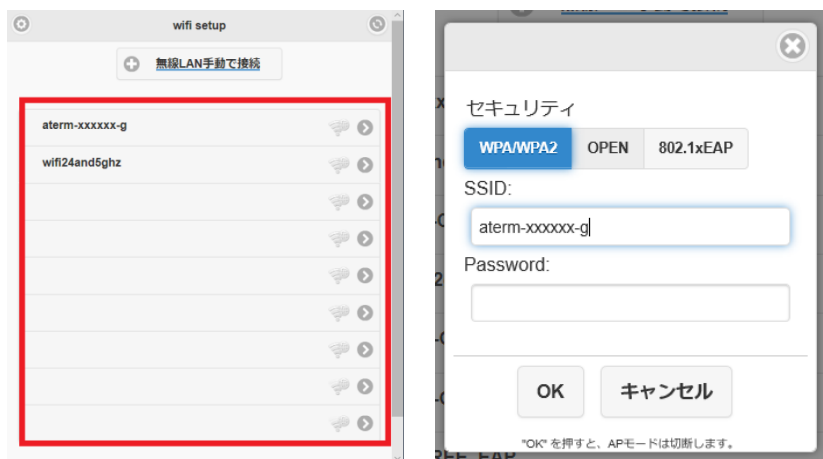 wifi setup
無線LAN手動で接続
aterm-xxxxxx-g
wifi24and5ghz
セキュリティ
WPA/WPA2 OPEN 802.1xEAP
SSID:
aterm-xxxxxx-g
Password:
OK キャンセル
"OK" を押すと、APモードは切断します。